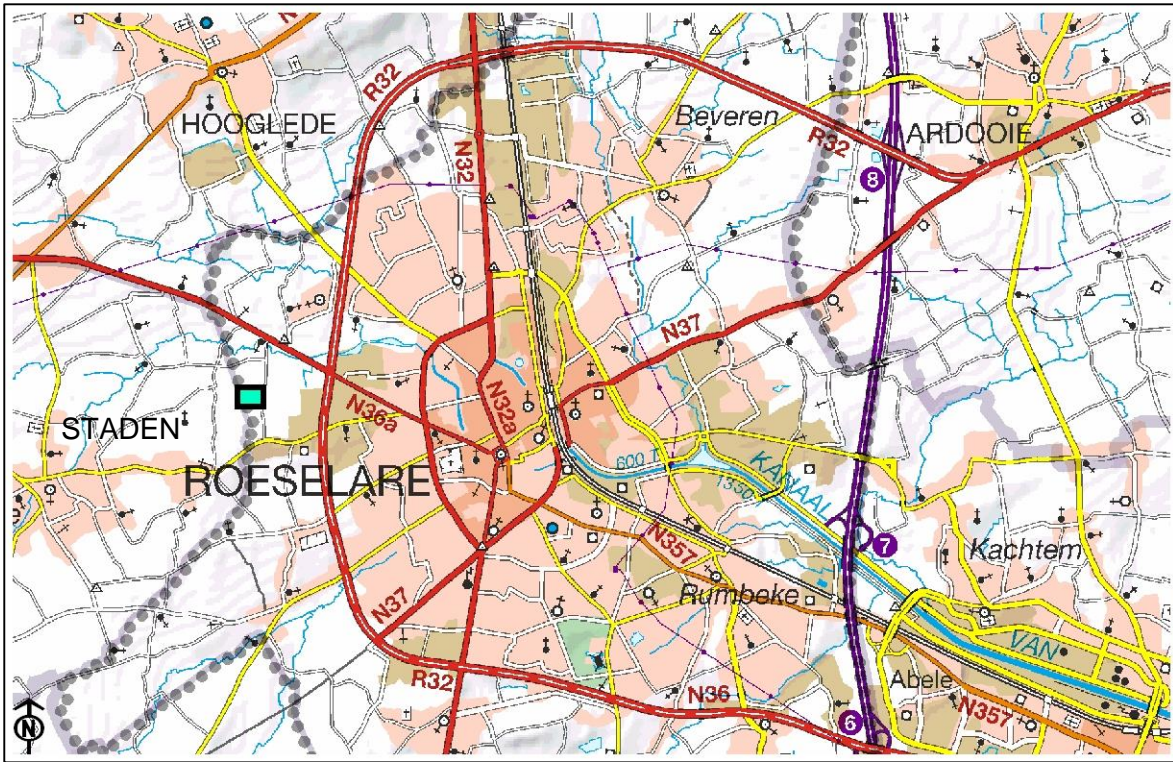 N
R32
HOOGLEDE
N32
Beveren
R32
ARDOOIE
8
N37
N36a
N32a
STADEN
ROESELARE
600 T
1350
KANAAL
7
Kachtem
N357
Rumbeke
N37
VAN
R32
N36
Abele
N357
6
N